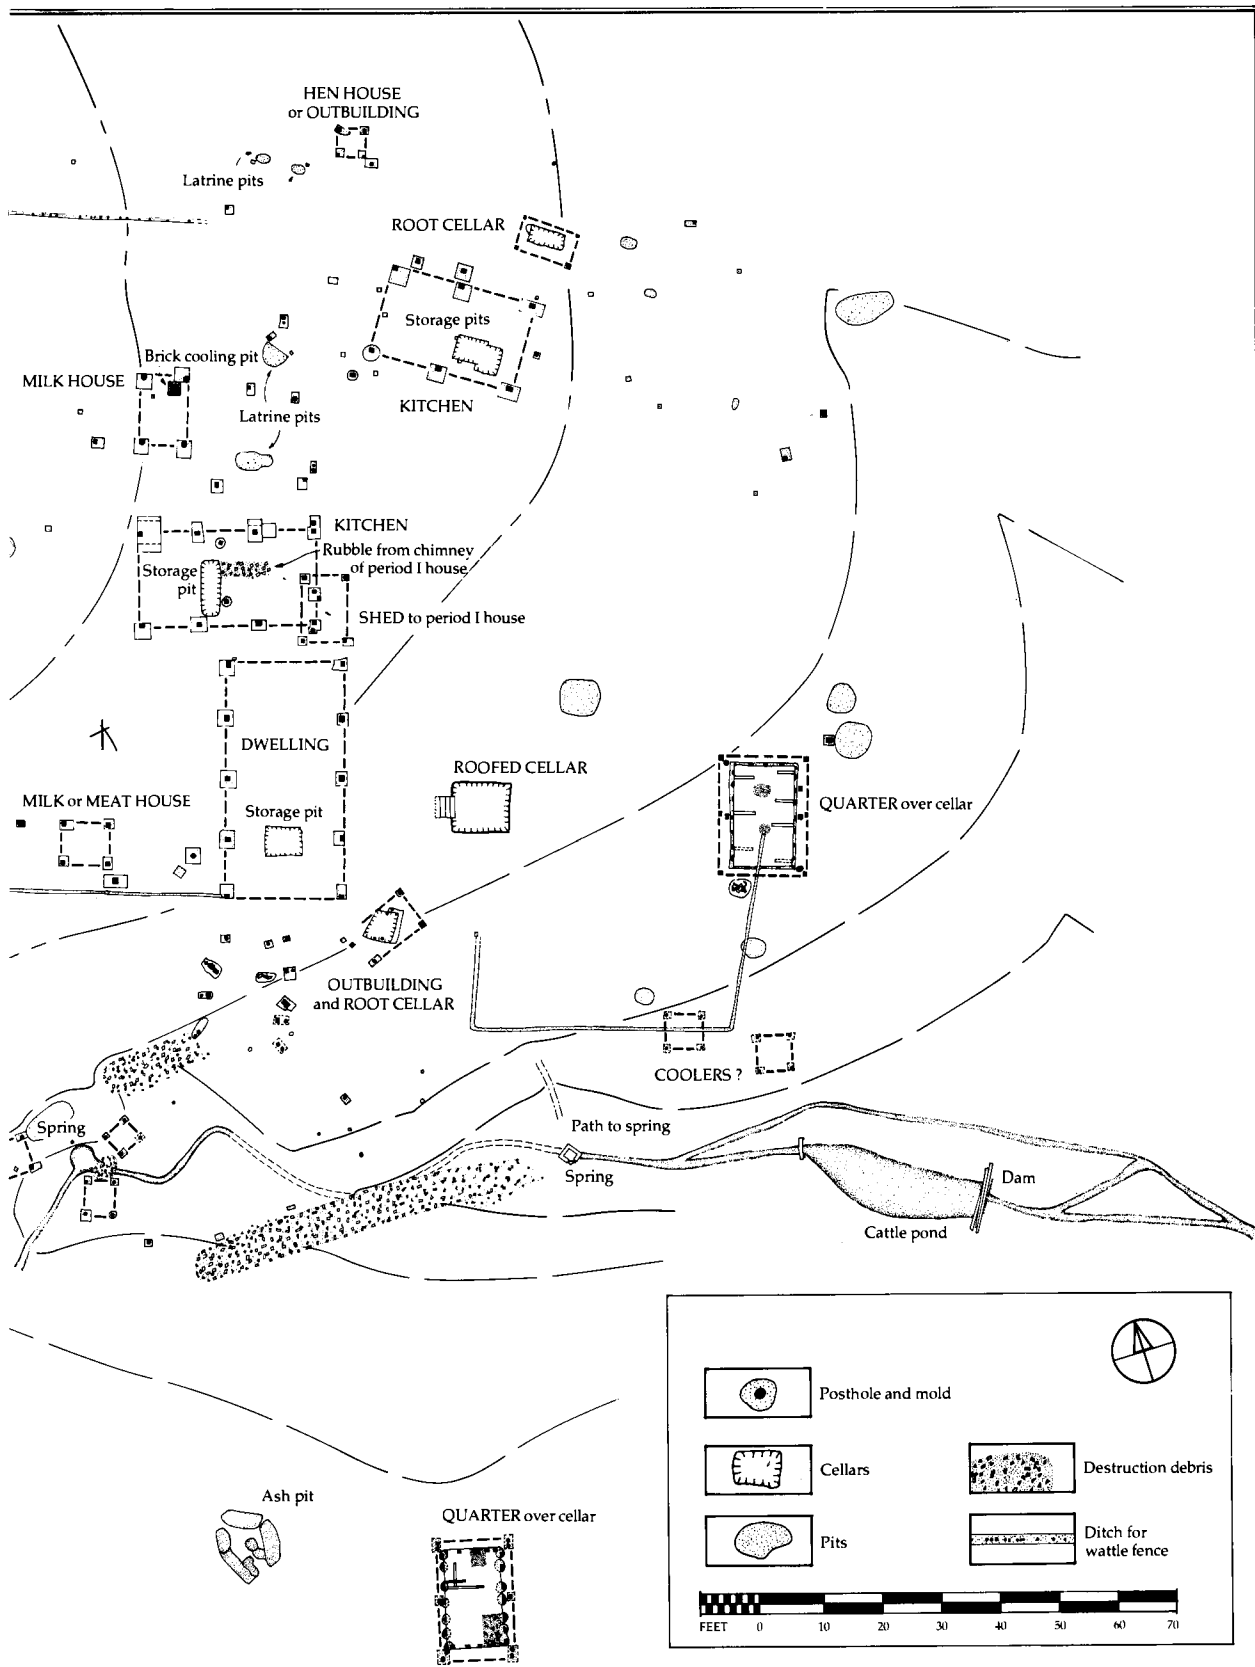 HEN HOUSE
or OUTBUILDING
Latrine pits
ROOT CELLAR
Storage pits
Brick cooling pit
MILK HOUSE
KITCHEN
Latrine pits
KITCHEN
Rubble from chimney
of period I house
Storage
pit
SHED to period I house
DWELLING
ROOFED CELLAR
MILK or MEAT HOUSE
QUARTER over cellar
Storage pit
OUTBUILDING
and ROOT CELLAR
COOLERS ?
Path to spring
Spring
Spring
Dam
Cattle pond
Posthole and mold
Cellars
Destruction debris
Ash pit
QUARTER over cellar
Pits
Ditch for
wattle fence
FEET 0 10 20 30 40 50 60 70